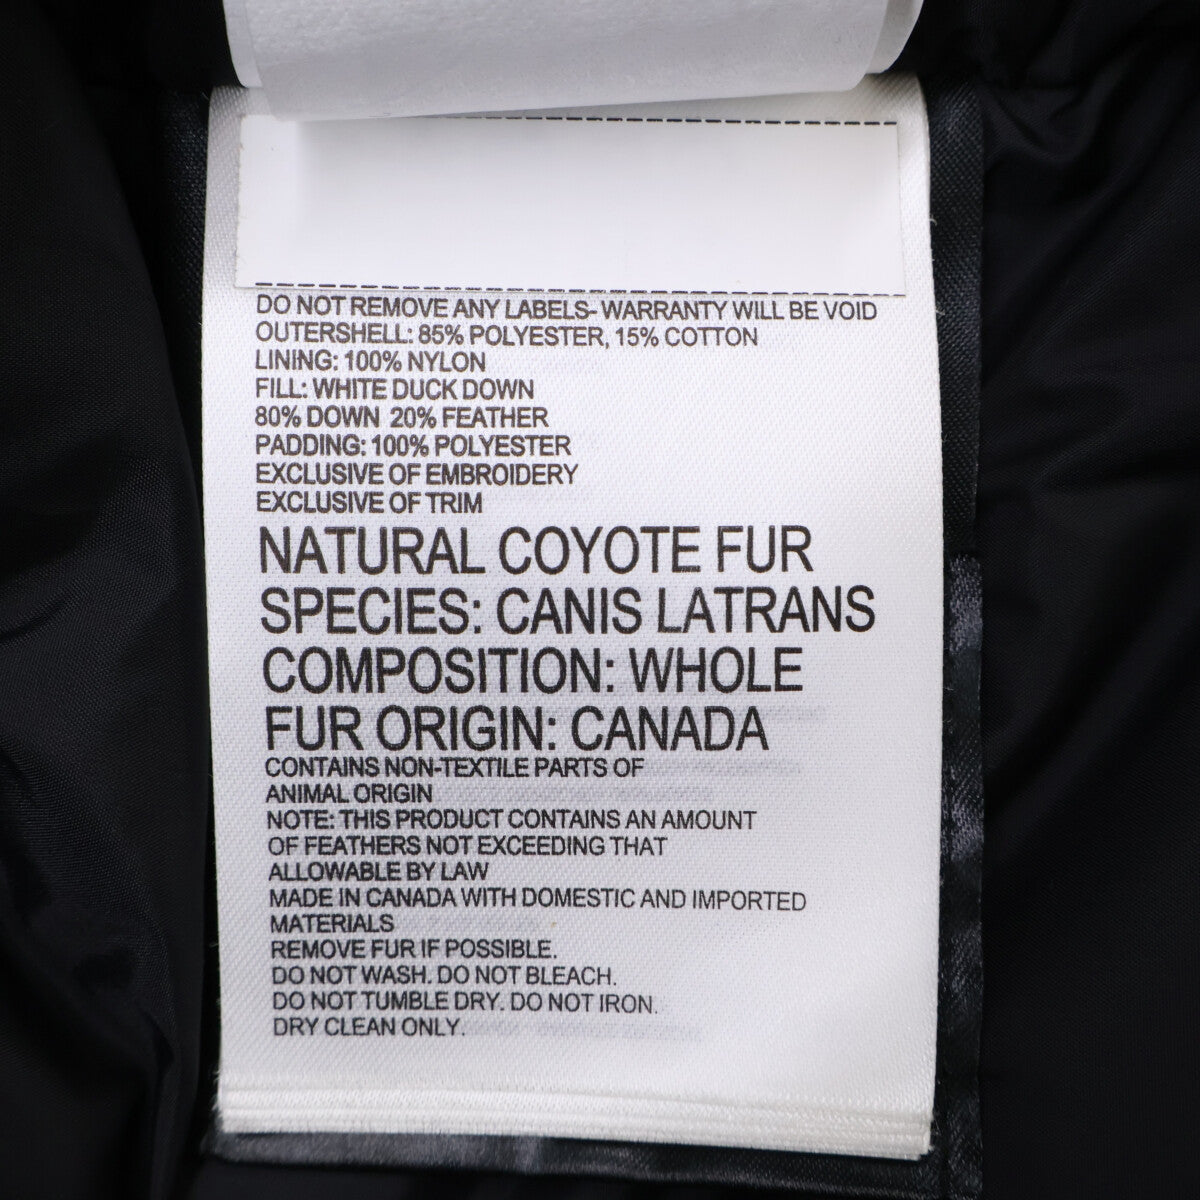 DO NOT REMOVE ANY LABELS- WARRANTY WILL BE VOID
OUTERSHELL: 85% POLYESTER, 15% COTTON
LINING: 100% NYLON
FILL: WHITE DUCK DOWN
80% DOWN 20% FEATHER
PADDING: 100% POLYESTER
EXCLUSIVE OF EMBROIDERY
EXCLUSIVE OF TRIM
NATURAL COYOTE FUR
SPECIES: CANIS LATRANS
COMPOSITION: WHOLE
FUR ORIGIN: CANADA
CONTAINS NON-TEXTILE PARTS OF
ANIMAL ORIGIN
NOTE: THIS PRODUCT CONTAINS AN AMOUNT
OF FEATHERS NOT EXCEEDING THAT
ALLOWABLE BY LAW
MADE IN CANADA WITH DOMESTIC AND IMPORTED
MATERIALS
REMOVE FUR IF POSSIBLE.
DO NOT WASH. DO NOT BLEACH.
DO NOT TUMBLE DRY. DO NOT IRON.
DRY CLEAN ONLY.